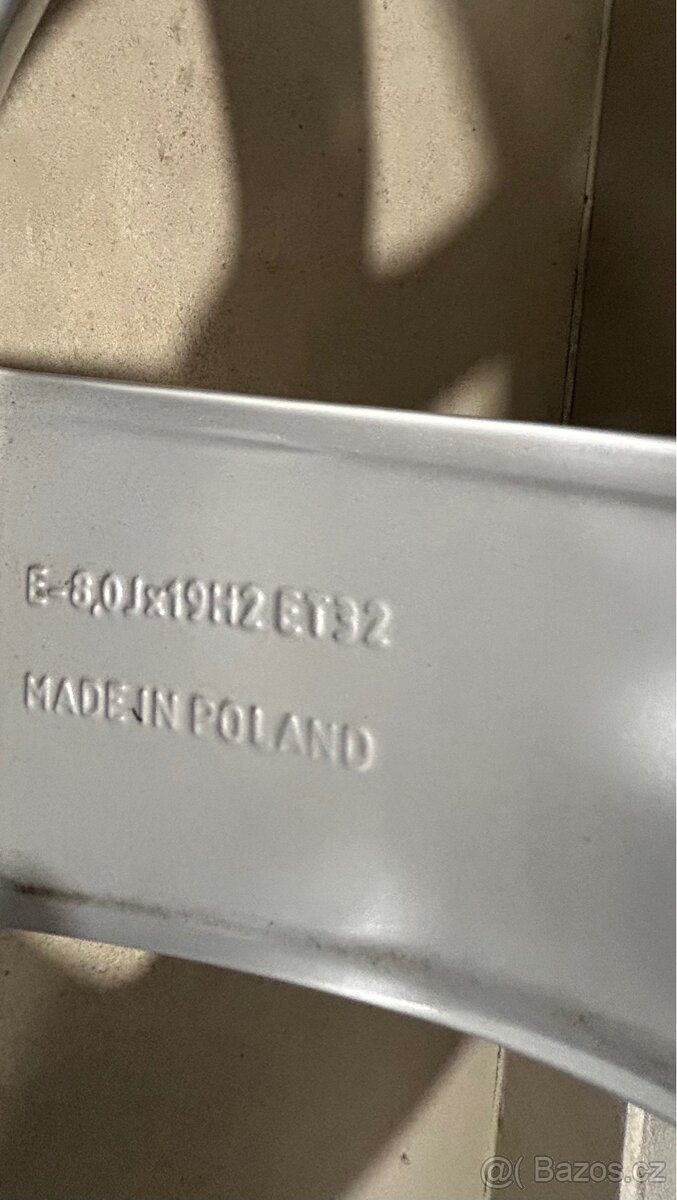 E-8,0Jx19H2 ET32
MADE IN POLAND
@( Bazos.cz